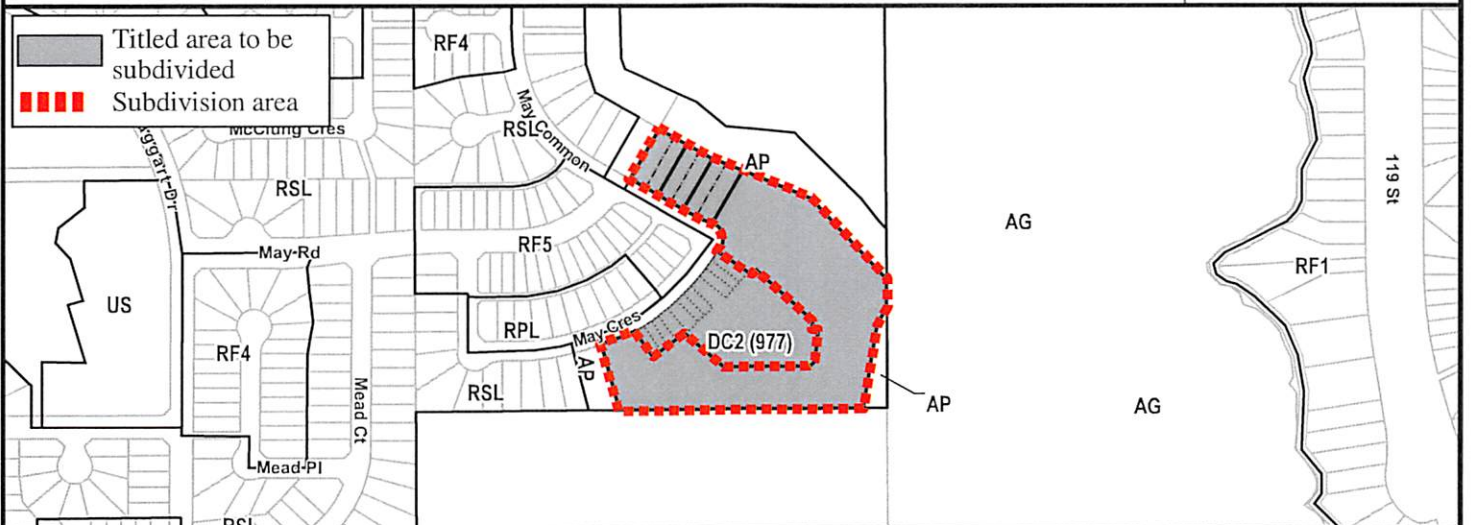 Titled area to be
subdivided
Subdivision area
RF4
McClung Cres
May Common
RSL
AP
RSL
119 St
AG
RF5
May Rd
RF1
US
RPL
May Cres
DC2 (977)
RF4
AP
RSL
Mead Ct
AP
AG
Mead Pl
RSL